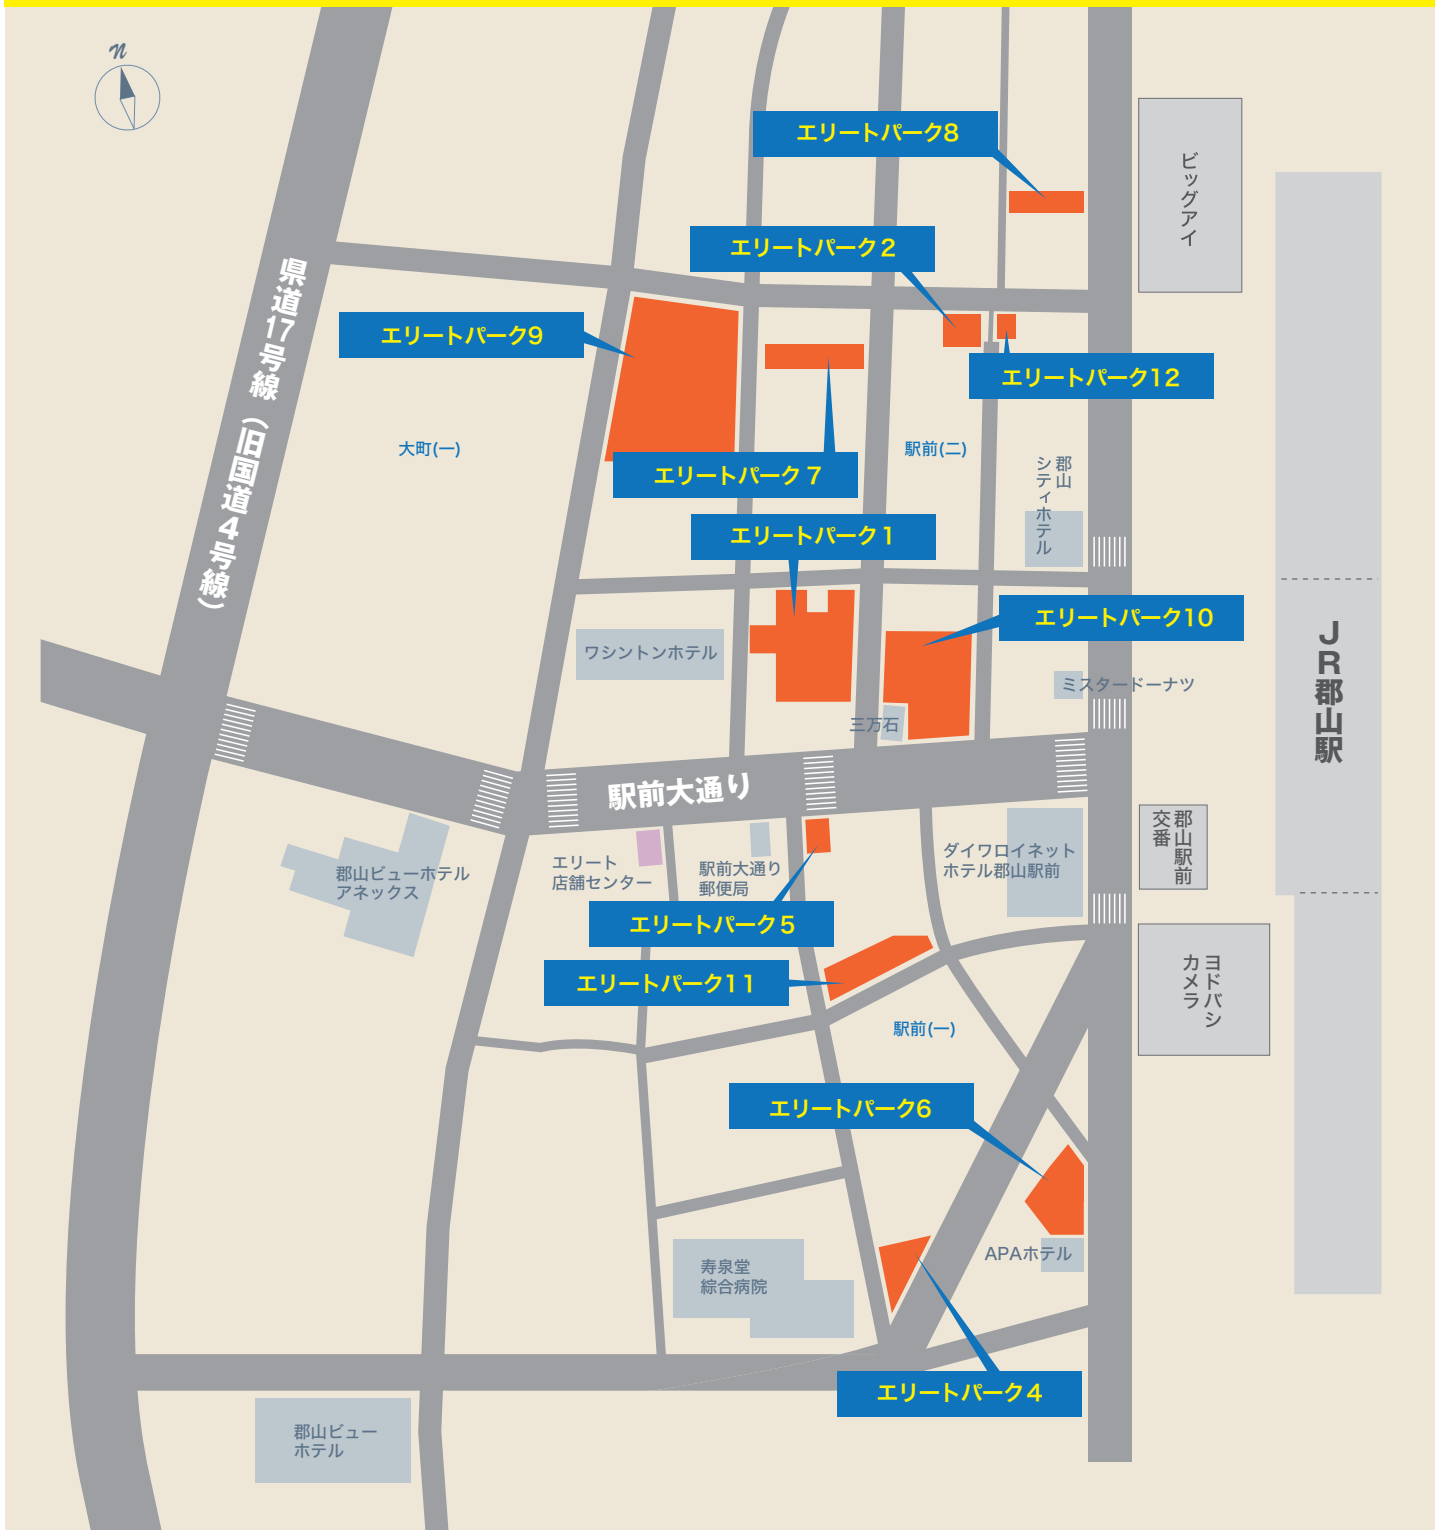 N
エリートパーク8
ビッグアイ
エリートパーク2
県道17号線（旧国道4号線）
エリートパーク9
エリートパーク12
大町(一)
駅前(二)
郡山
シティホテル
エリートパーク7
エリートパーク1
エリートパーク10
ワシントンホテル
ミスタードーナツ
JR郡山駅
三万石
駅前大通り
郡山ビューホテル
アネックス
エリート
店舗センター
駅前大通り
郵便局
ダイワロイネット
ホテル郡山駅前
郡山駅前
交番
エリートパーク5
エリートパーク11
ヨドバシ
カメラ
駅前(一)
エリートパーク6
APAホテル
寿泉堂
綜合病院
エリートパーク4
郡山ビュー
ホテル